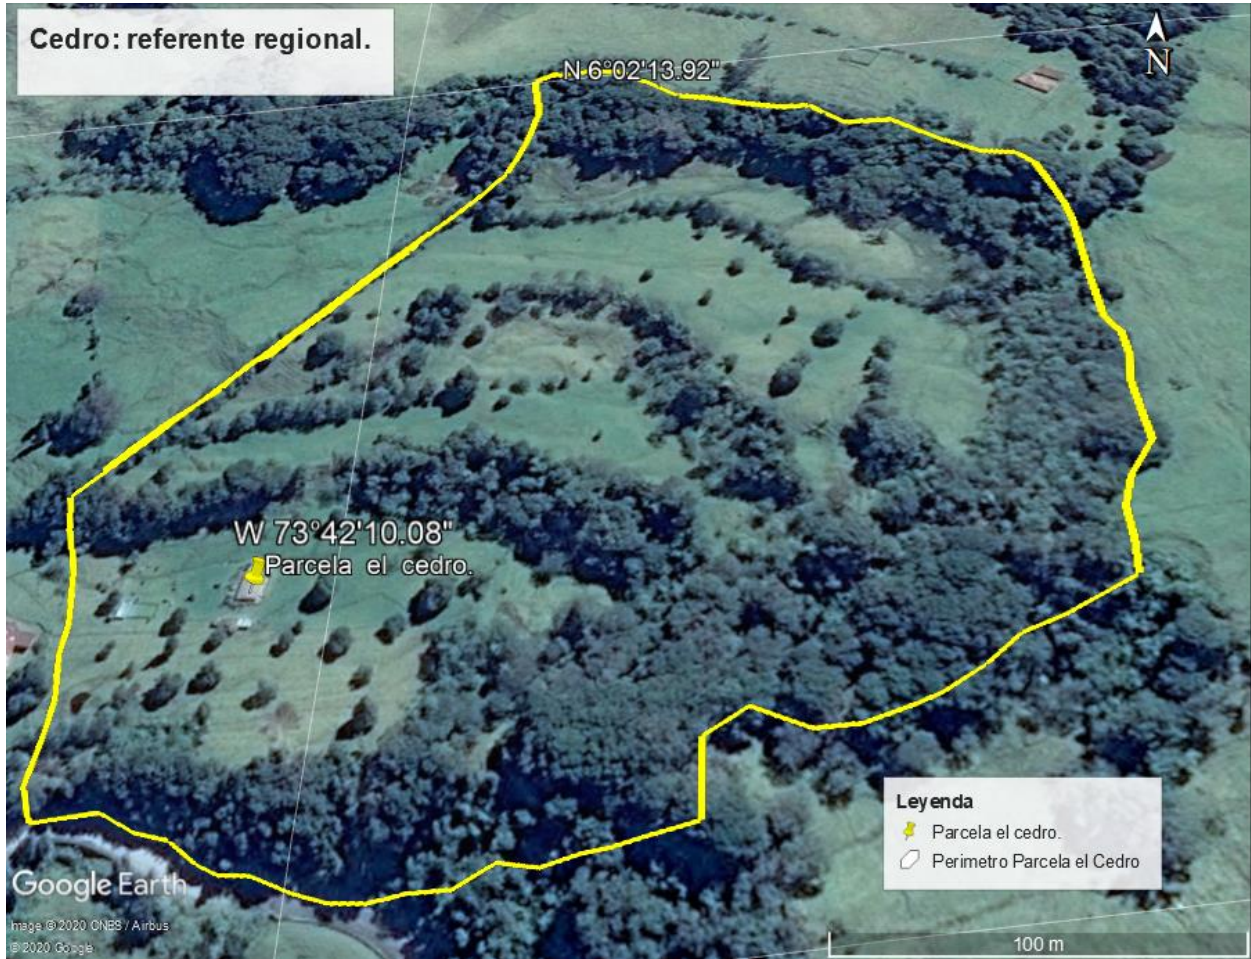 Cedro: referente regional.
N
N 6°02'13.92"
W 73°42'10.08"
Parcela el cedro.
Leyenda
Parcela el cedro.
Perimetro Parcela el Cedro
Google Earth
Image © 2020 CNES / Airbus
© 2020 Google
100 m